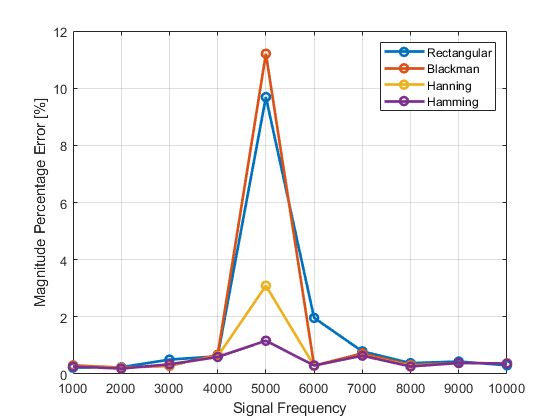 12
10
8
6
4
2
0
Magnitude Percentage Error [%]
Rectangular
Blackman
Hanning
Hamming
1000 2000 3000 4000 5000 6000 7000 8000 9000 10000
Signal Frequency